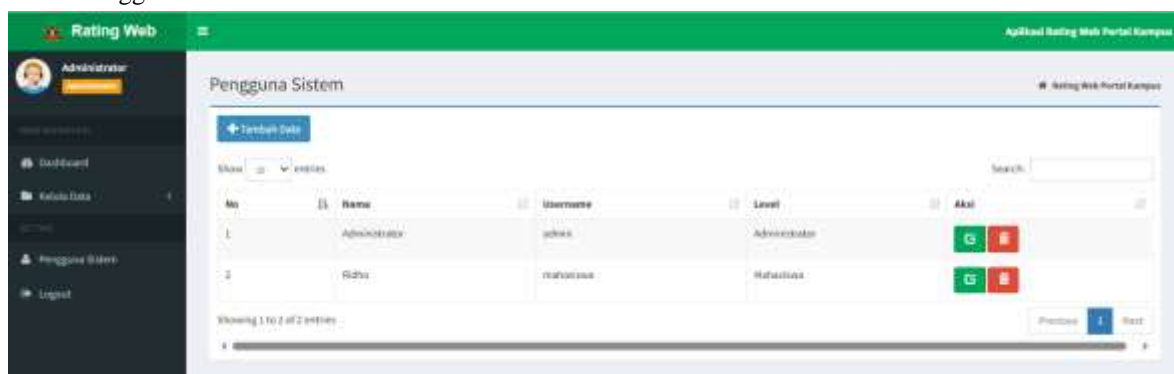 Rating Web
Aplikasi Rating Web Portal Kampus
Administrator
Pengguna Sistem
Rating Web Portal Kampus
Tambah Data
Dashboard
Show entries
Search:
Kelola Data
No Nama Username Level Aksi
1 Administrator admin Administrator
Pengguna Sistem
2 Ridho mahasiswa Mahasiswa
Logout
Showing 1 to 2 of 2 entries
Previous 1 Next